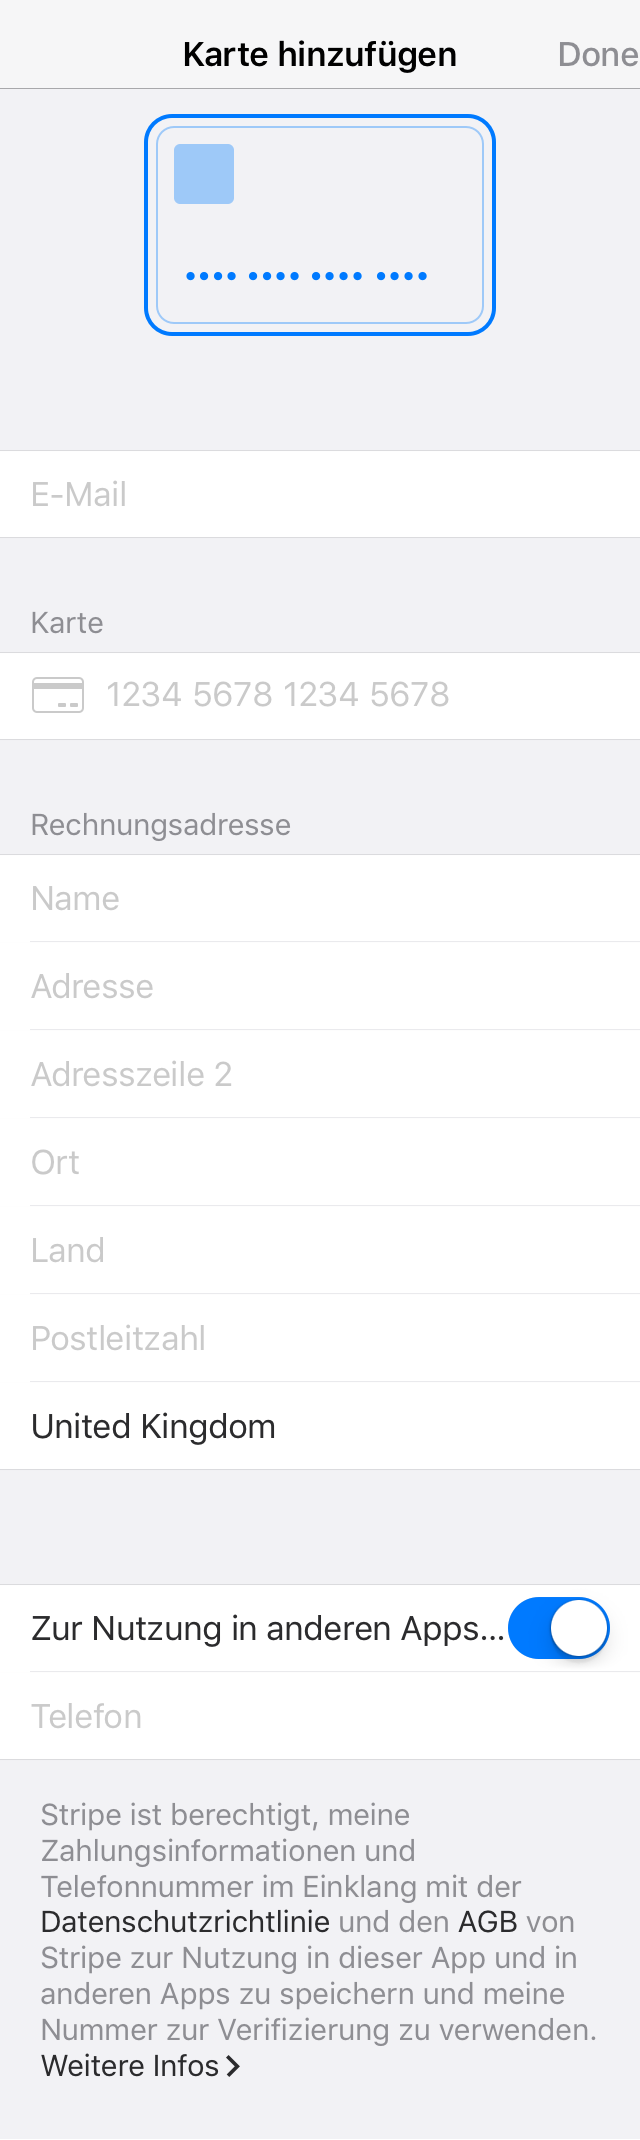 Karte hinzufügen Done
•••• •••• •••• ••••
E-Mail
Karte
1234 5678 1234 5678
Rechnungsadresse
Name
Adresse
Adresszeile 2
Ort
Land
Postleitzahl
United Kingdom
Zur Nutzung in anderen Apps...
Telefon
Stripe ist berechtigt, meine
Zahlungsinformationen und
Telefonnummer im Einklang mit der
Datenschutzrichtlinie und den AGB von
Stripe zur Nutzung in dieser App und in
anderen Apps zu speichern und meine
Nummer zur Verifizierung zu verwenden.
Weitere Infos